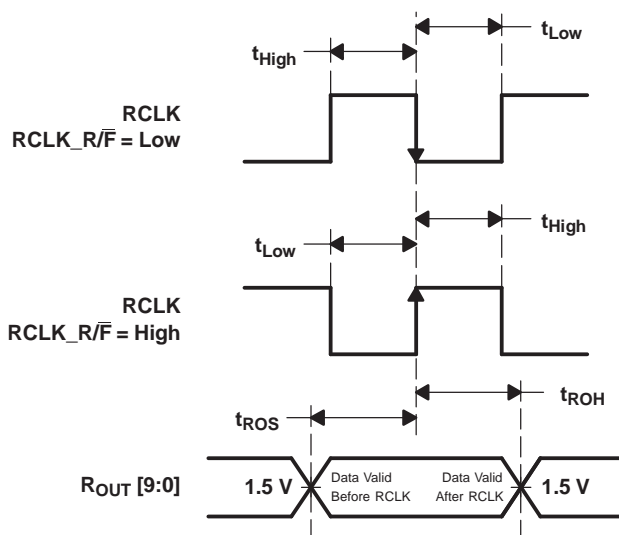 tLow
tHigh
RCLK
RCLK_R/F̅ = Low
tHigh
tLow
RCLK
RCLK_R/F̅ = High
tROH
tROS
ROUT [9:0]
1.5 V
Data Valid
Before RCLK
Data Valid
After RCLK
1.5 V